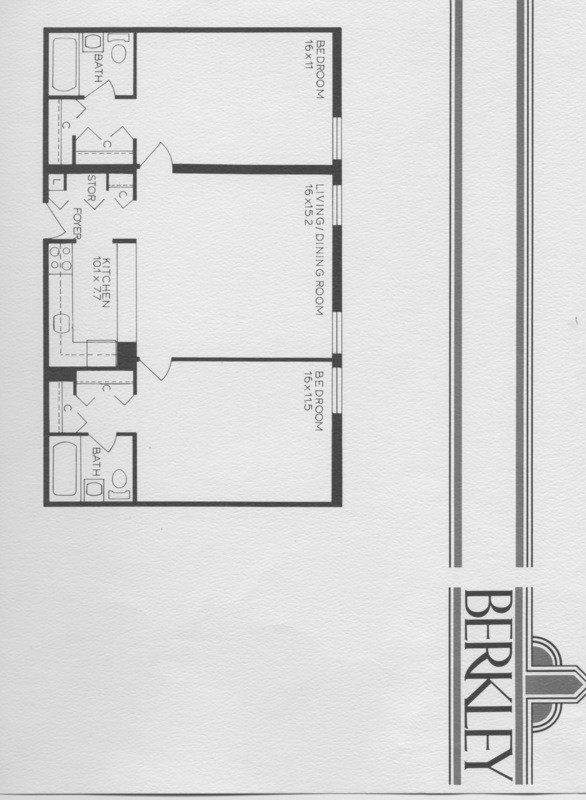 BEDROOM
16x11
BATH
C
C
LIVING/DINING ROOM
16x15.2
STOR
C
L
FOYER
KITCHEN
10.1 x 7.7
BEDROOM
16x11.5
C
C
BATH
BERKLEY